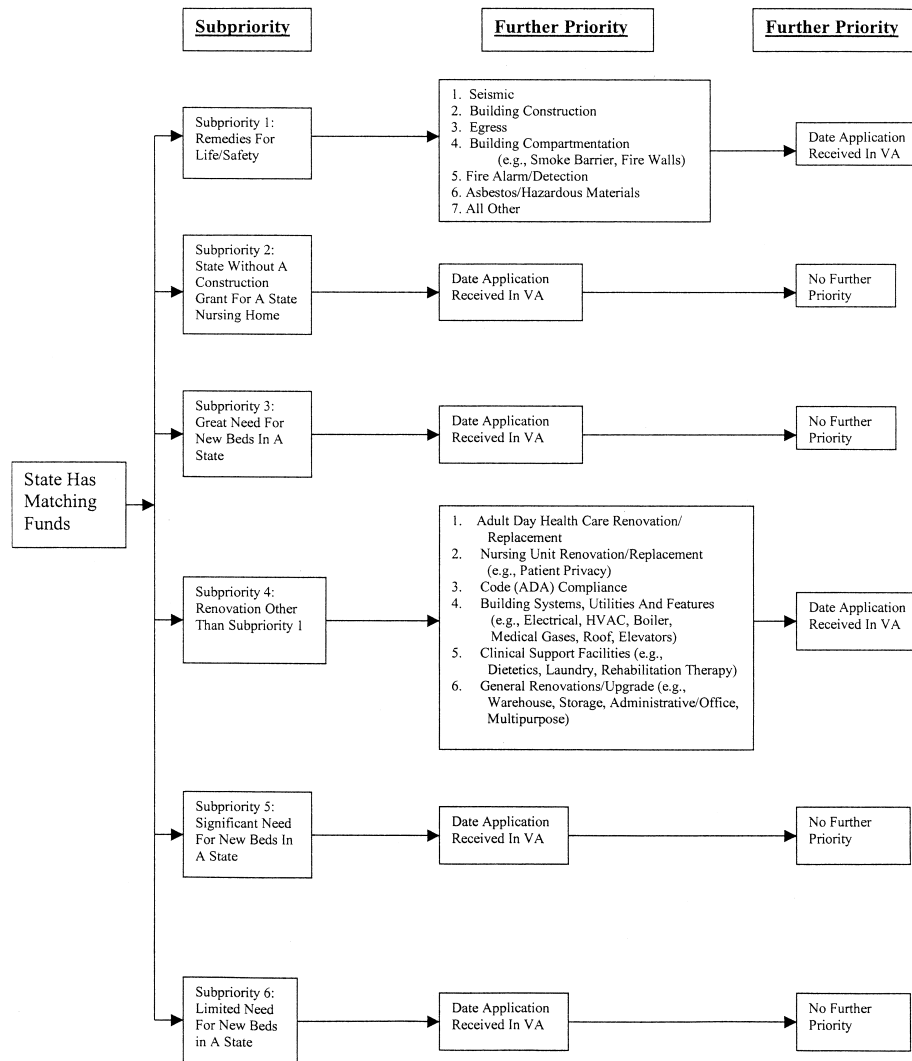 Subpriority
Further Priority
Further Priority
Subpriority 1:
Remedies For
Life/Safety
1. Seismic
2. Building Construction
3. Egress
4. Building Compartmentation
(e.g., Smoke Barrier, Fire Walls)
5. Fire Alarm/Detection
6. Asbestos/Hazardous Materials
7. All Other
Date Application
Received In VA
Subpriority 2:
State Without A
Construction
Grant For A State
Nursing Home
Date Application
Received In VA
No Further
Priority
Subpriority 3:
Great Need For
New Beds In A
State
Date Application
Received In VA
No Further
Priority
State Has
Matching
Funds
Subpriority 4:
Renovation Other
Than Subpriority 1
1. Adult Day Health Care Renovation/
Replacement
2. Nursing Unit Renovation/Replacement
(e.g., Patient Privacy)
3. Code (ADA) Compliance
4. Building Systems, Utilities And Features
(e.g., Electrical, HVAC, Boiler,
Medical Gases, Roof, Elevators)
5. Clinical Support Facilities (e.g.,
Dietetics, Laundry, Rehabilitation Therapy)
6. General Renovations/Upgrade (e.g.,
Warehouse, Storage, Administrative/Office,
Multipurpose)
Date Application
Received In VA
Subpriority 5:
Significant Need
For New Beds In
A State
Date Application
Received In VA
No Further
Priority
Subpriority 6:
Limited Need
For New Beds
in A State
Date Application
Received In VA
No Further
Priority